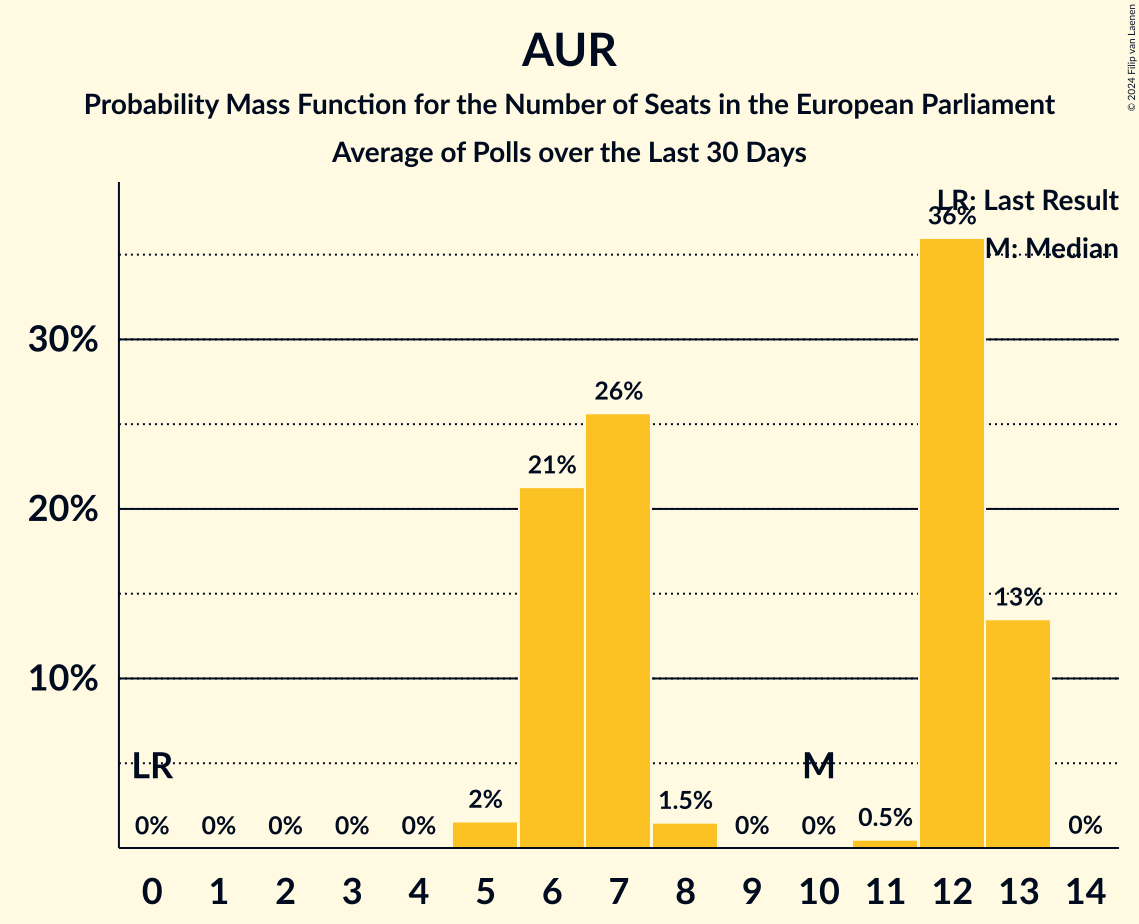 AUR
Probability Mass Function for the Number of Seats in the European Parliament
Average of Polls over the Last 30 Days
© 2024 Filip van Laenen
LR: Last Result
M: Median
36%
30%
26%
21%
20%
13%
10%
LR
M
2%
1.5%
0.5%
0% 0% 0% 0% 0% 0% 0% 0%
0 1 2 3 4 5 6 7 8 9 10 11 12 13 14